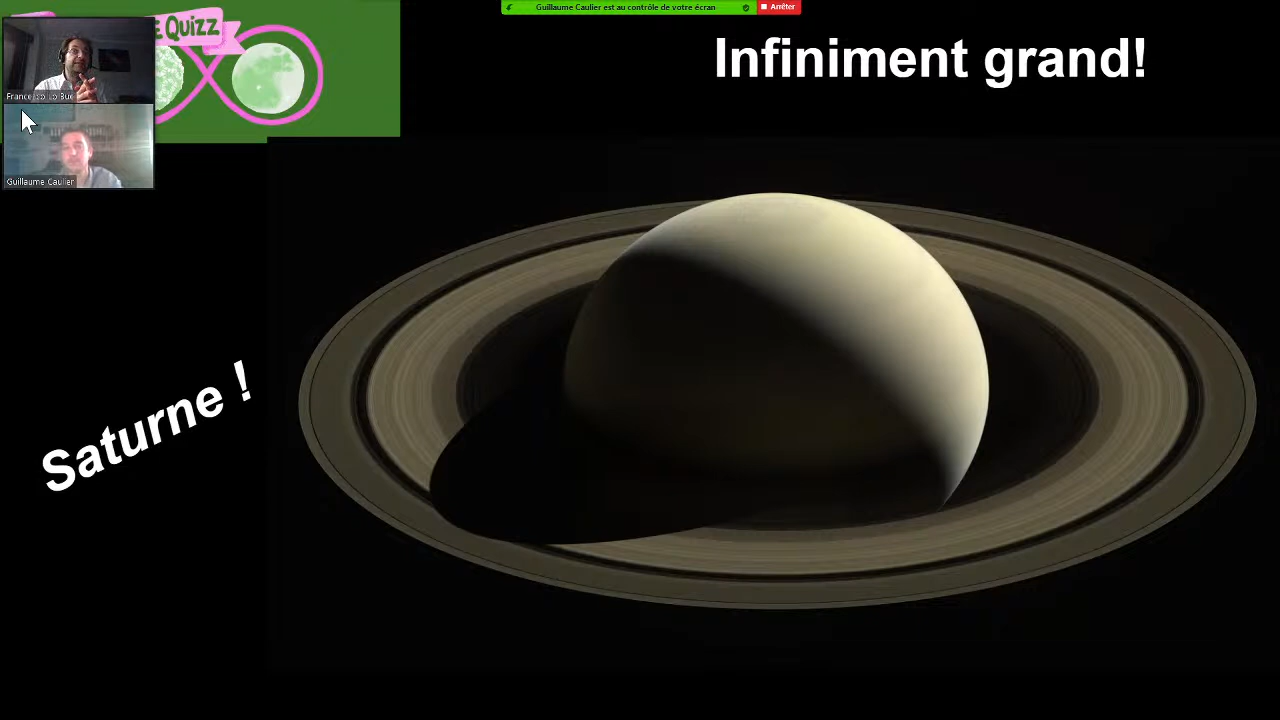 Guillaume Caulier est au contrôle de votre écran
Arrêter
E QUiZZ
Infiniment grand!
Guillaume Caulier
Saturne !